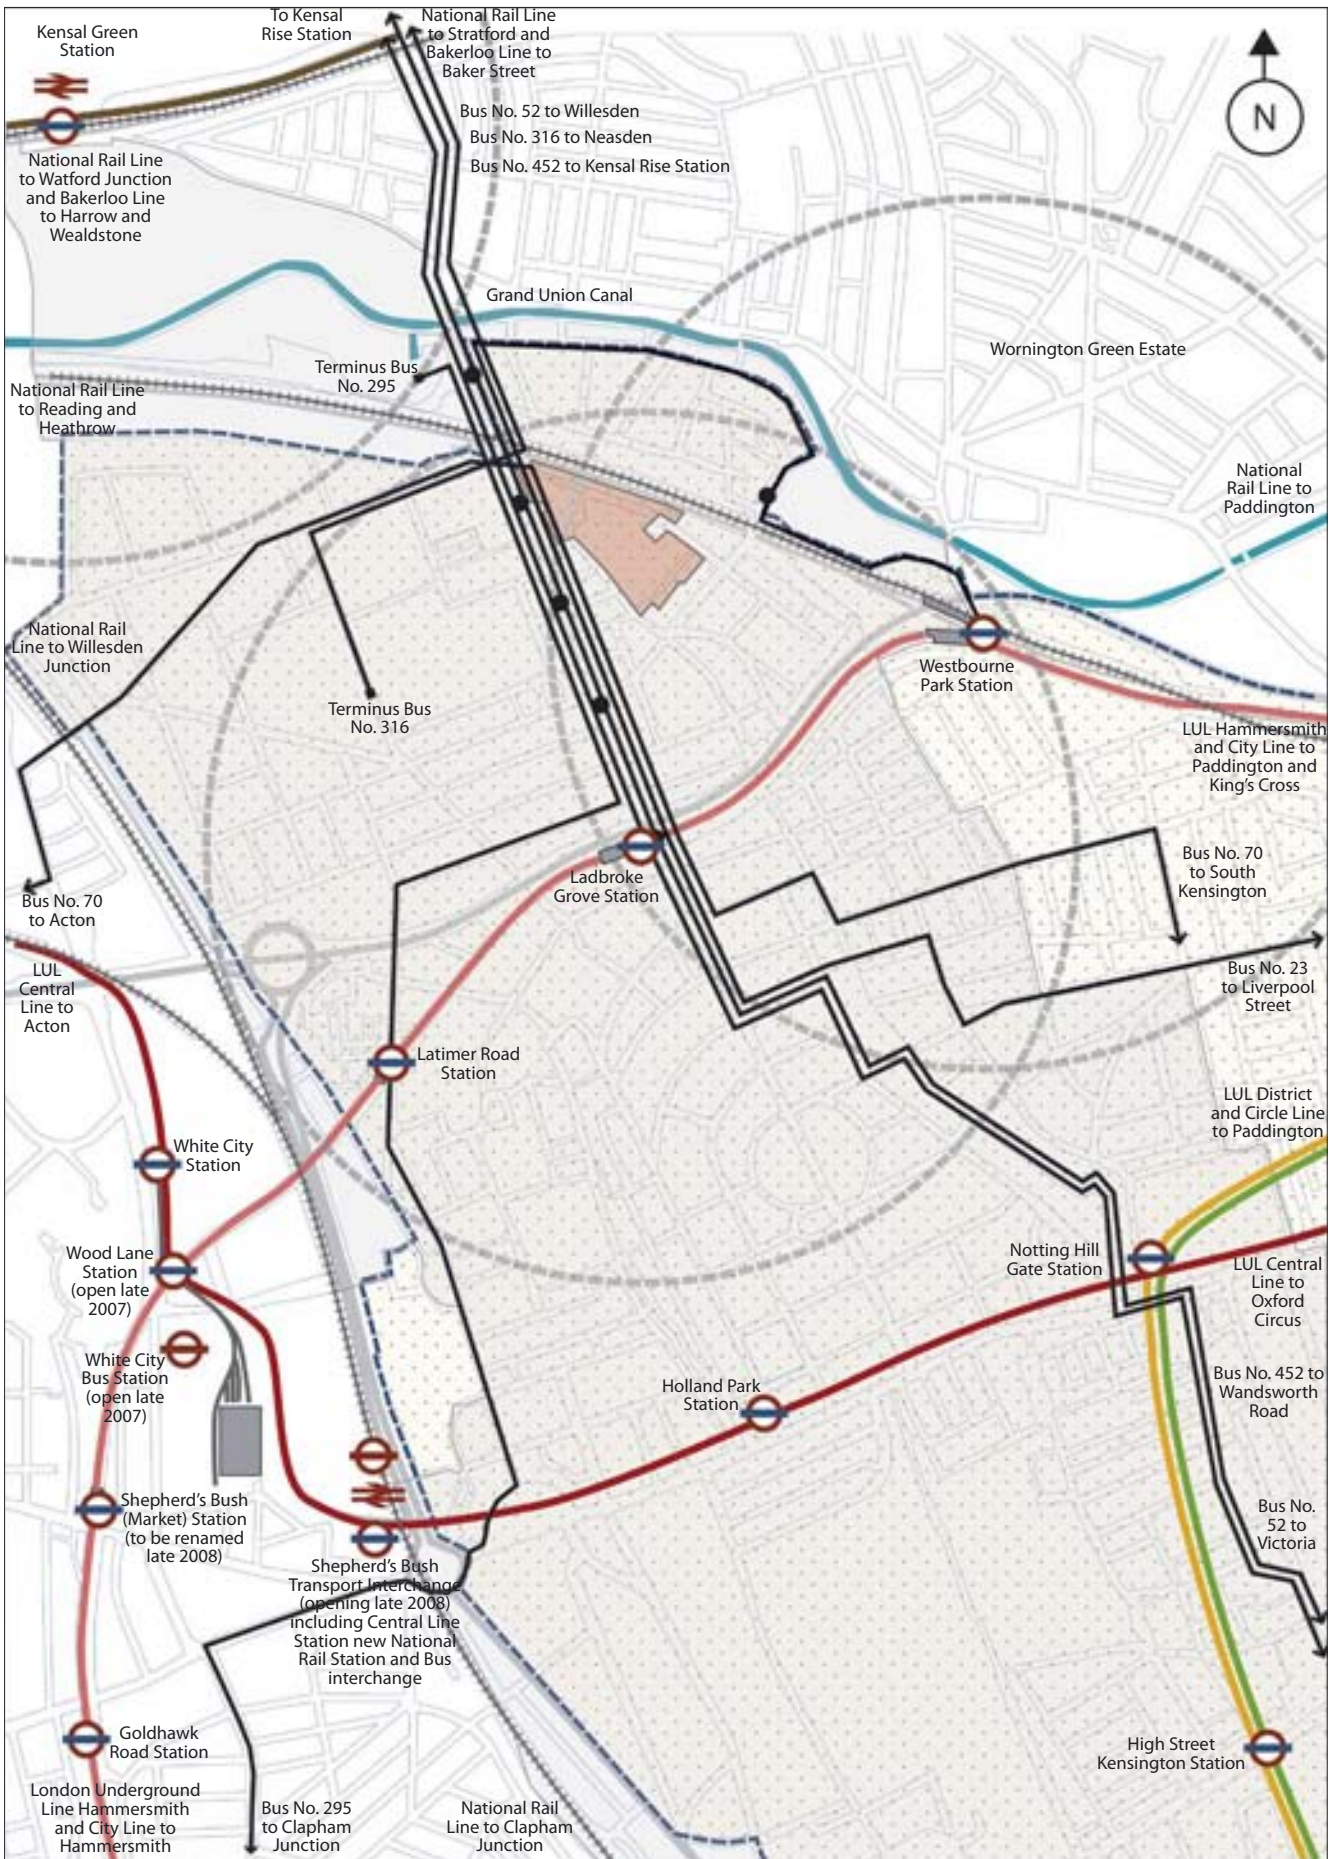 Kensal Green
Station
To Kensal
Rise Station
National Rail Line
to Stratford and
Bakerloo Line to
Baker Street
N
Bus No. 52 to Willesden
Bus No. 316 to Neasden
Bus No. 452 to Kensal Rise Station
National Rail Line
to Watford Junction
and Bakerloo Line
to Harrow and
Wealdstone
Grand Union Canal
Wornington Green Estate
Terminus Bus
No. 295
National Rail Line
to Reading and
Heathrow
National
Rail Line to
Paddington
National Rail
Line to Willesden
Junction
Westbourne
Park Station
Terminus Bus
No. 316
LUL Hammersmith
and City Line to
Paddington and
King's Cross
Ladbroke
Grove Station
Bus No. 70
to South
Kensington
Bus No. 70
to Acton
LUL
Central
Line to
Acton
Bus No. 23
to Liverpool
Street
Latimer Road
Station
LUL District
and Circle Line
to Paddington
White City
Station
Wood Lane
Station
(open late
2007)
Notting Hill
Gate Station
LUL Central
Line to
Oxford
Circus
White City
Bus Station
(open late
2007)
Holland Park
Station
Bus No. 452 to
Wandsworth
Road
Shepherd's Bush
(Market) Station
(to be renamed
late 2008)
Bus No.
52 to
Victoria
Shepherd's Bush
Transport Interchange
(opening late 2008)
including Central Line
Station new National
Rail Station and Bus
interchange
Goldhawk
Road Station
High Street
Kensington Station
London Underground
Line Hammersmith
and City Line to
Hammersmith
Bus No. 295
to Clapham
Junction
National Rail
Line to Clapham
Junction